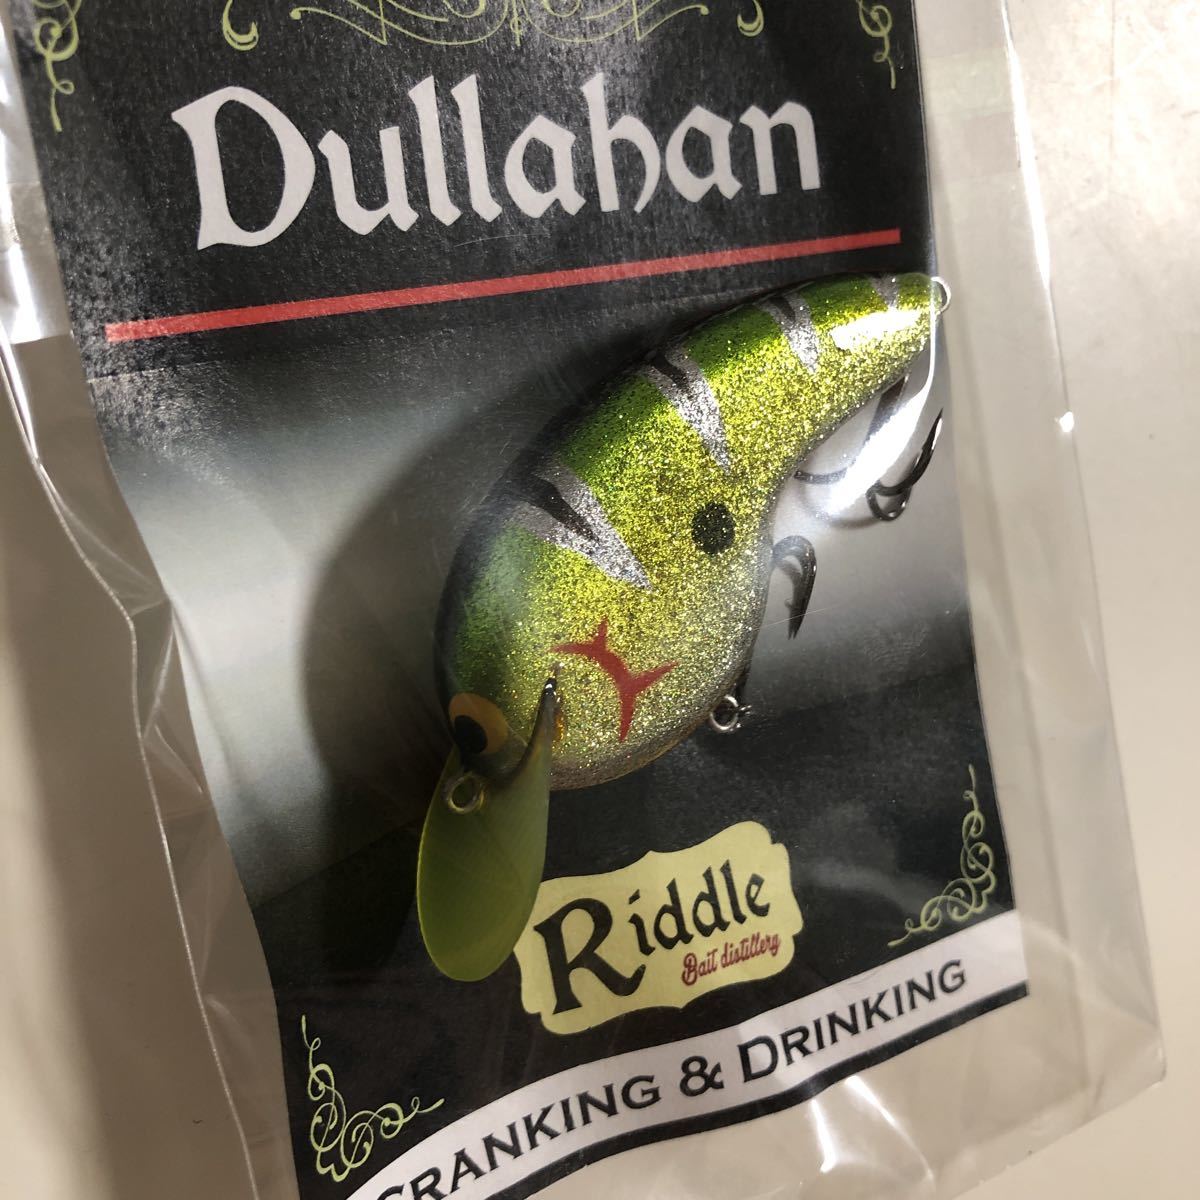 Dullahan
Riddle
Bait distillery
CRANKING & DRINKING